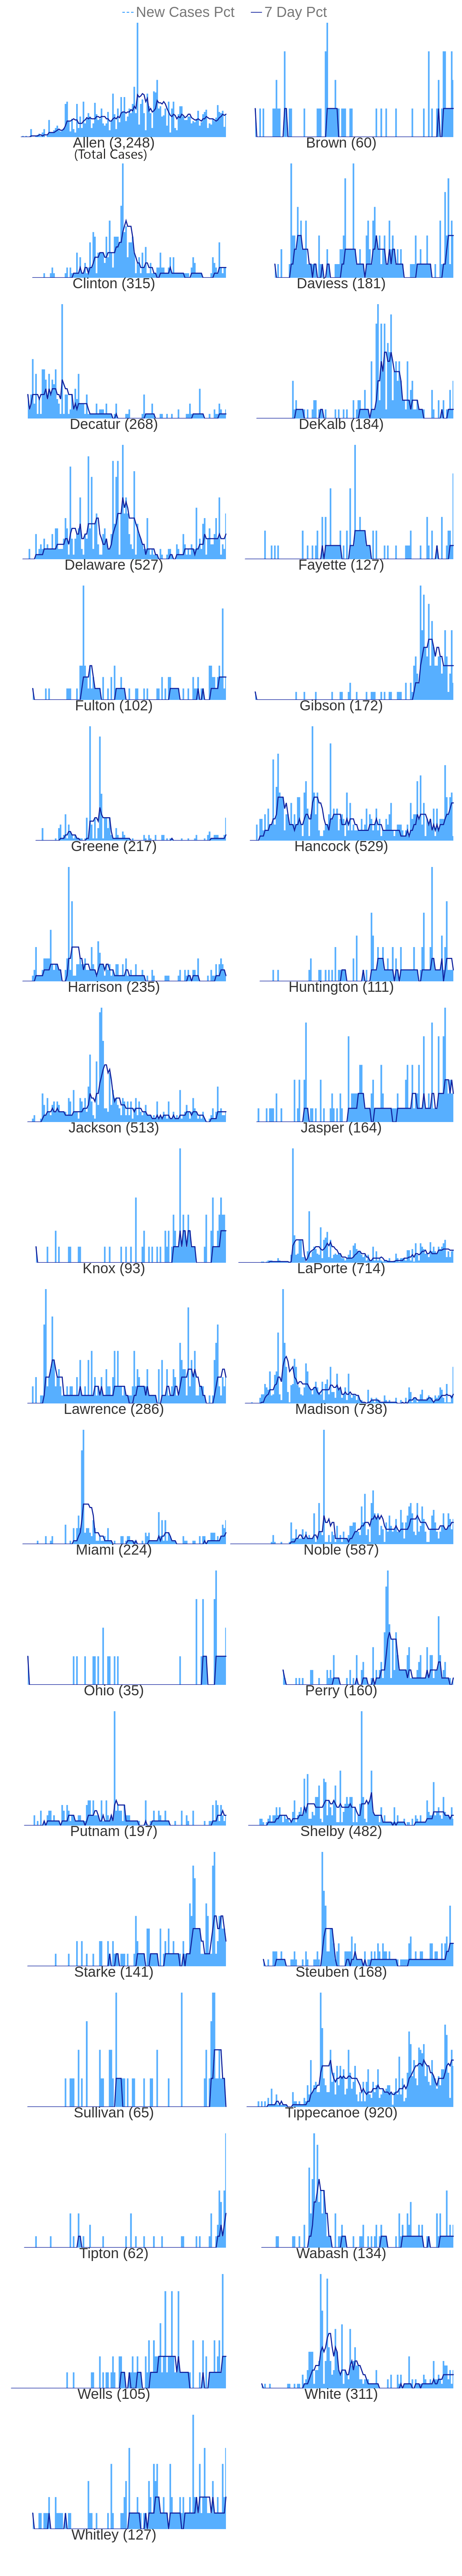 New Cases Pct 7 Day Pct
Allen (3,248) Brown (60)
(Total Cases)
Clinton (315) Daviess (181)
Decatur (268) DeKalb (184)
Delaware (527) Fayette (127)
Fulton (102) Gibson (172)
Greene (217) Hancock (529)
Harrison (235) Huntington (111)
Jackson (513) Jasper (164)
Knox (93) LaPorte (714)
Lawrence (286) Madison (738)
Miami (224) Noble (587)
Ohio (35) Perry (160)
Putnam (197) Shelby (482)
Starke (141) Steuben (168)
Sullivan (65) Tippecanoe (920)
Tipton (62) Wabash (134)
Wells (105) White (311)
Whitley (127)